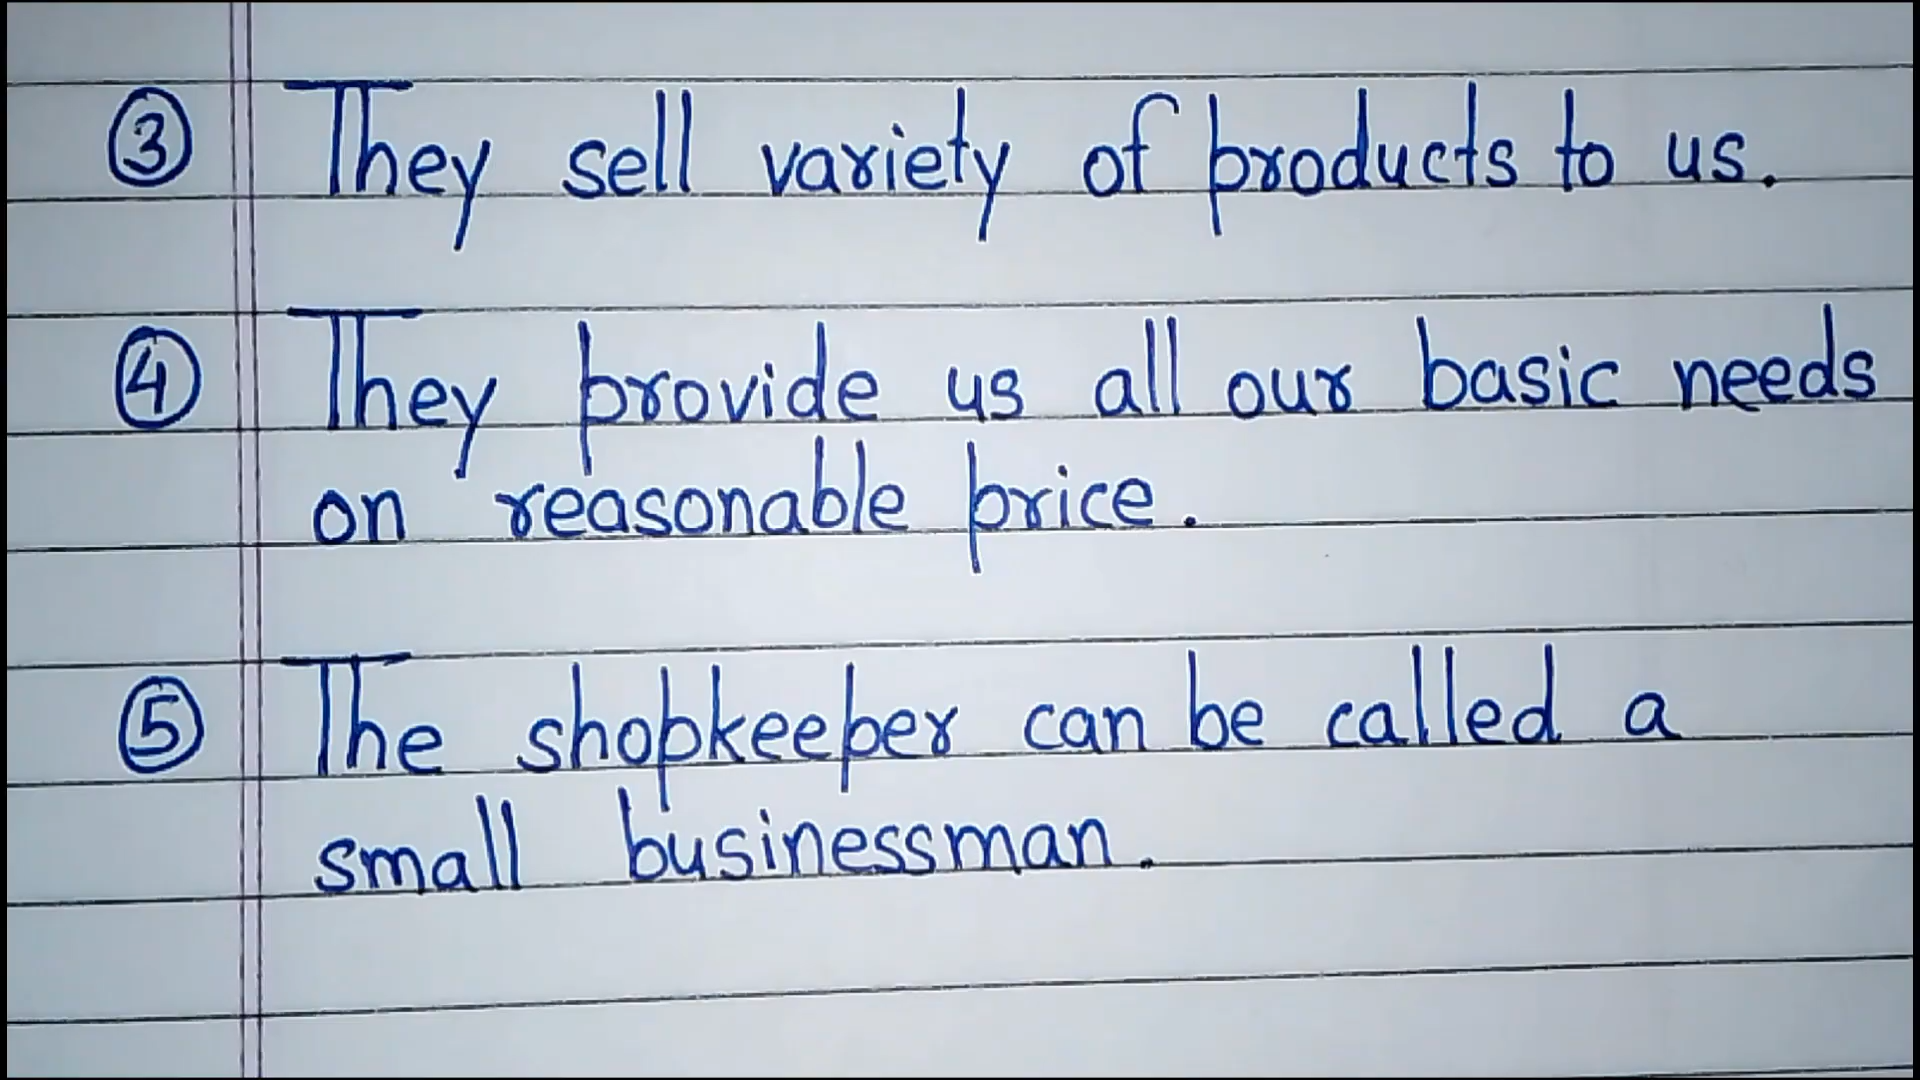 3 They sell variety of products to us.
4 They provide us all our basic needs
on reasonable price.
5 The shopkeeper can be called a
small businessman.